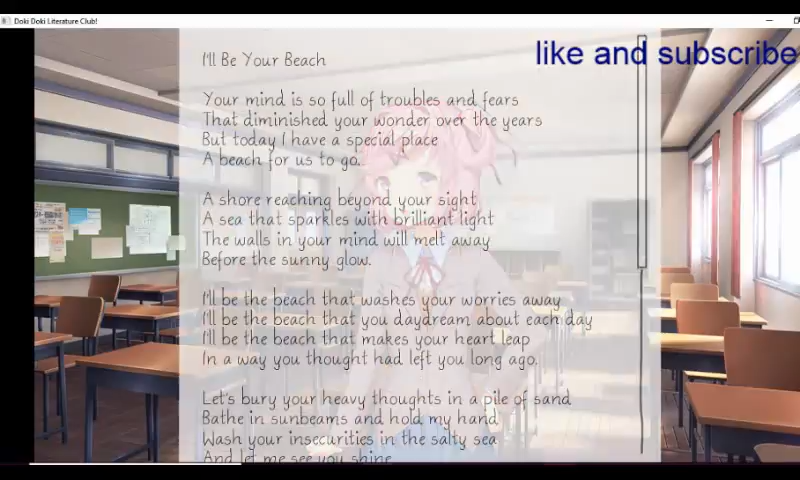 Doki Doki Literature Club!
like and subscribe
I'll Be Your Beach
Your mind is so full of troubles and fears
That diminished your wonder over the years
But today I have a special place
A beach for us to go.
A shore reaching beyond your sight
A sea that sparkles with brilliant light
The walls in your mind will melt away
Before the sunny glow.
I'll be the beach that washes your worries away
I'll be the beach that you daydream about each day
I'll be the beach that makes your heart leap
In a way you thought had left you long ago.
Let's bury your heavy thoughts in a pile of sand
Bathe in sunbeams and hold my hand
Wash your insecurities in the salty sea
And let me see you shine